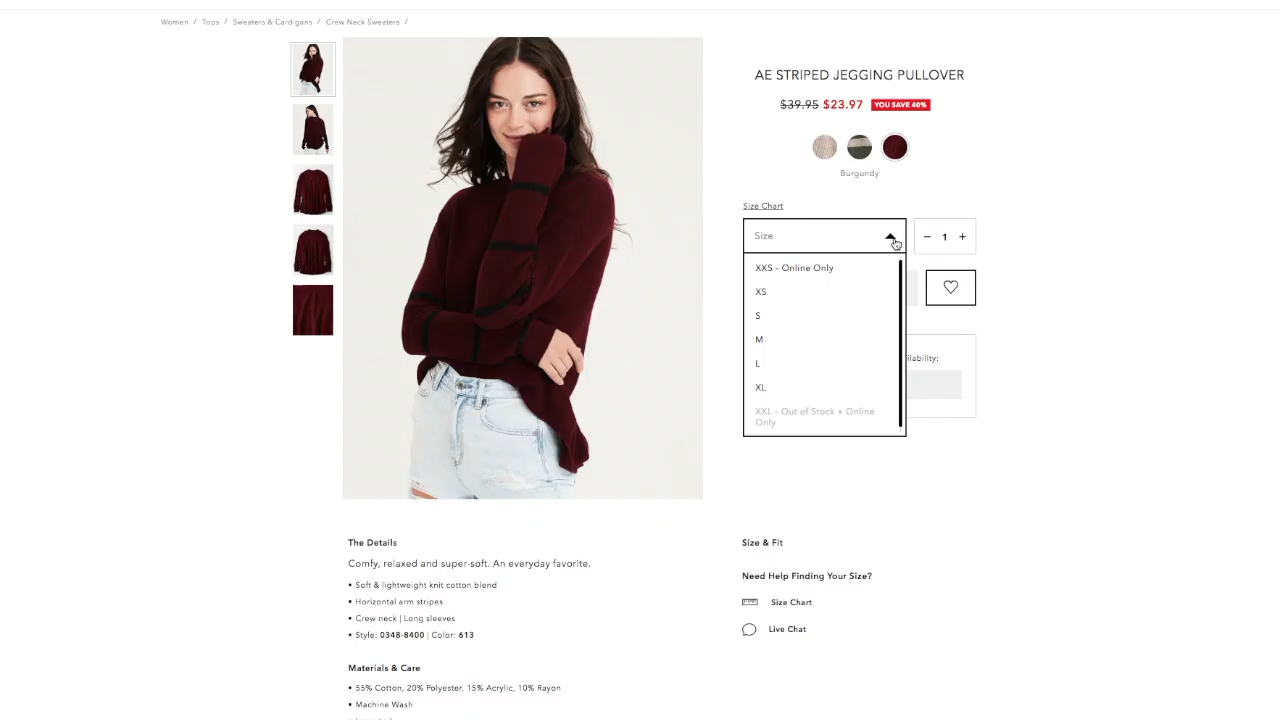 Women / Tops / Sweaters & Cardigans / Crew Neck Sweaters /
AE STRIPED JEGGING PULLOVER
$39.95 $23.97 YOU SAVE 40%
Burgundy
Size Chart
Size
− 1 +
XXS - Online Only
XS
S
M
L
XL
XXL - Out of Stock + Online
Only
ilability:
The Details
Comfy, relaxed and super-soft. An everyday favorite.
• Soft & lightweight knit cotton blend
• Horizontal arm stripes
• Crew neck | Long sleeves
• Style: 0348-8400 | Color: 613
Materials & Care
• 55% Cotton, 20% Polyester, 15% Acrylic, 10% Rayon
• Machine Wash
Size & Fit
Need Help Finding Your Size?
Size Chart
Live Chat